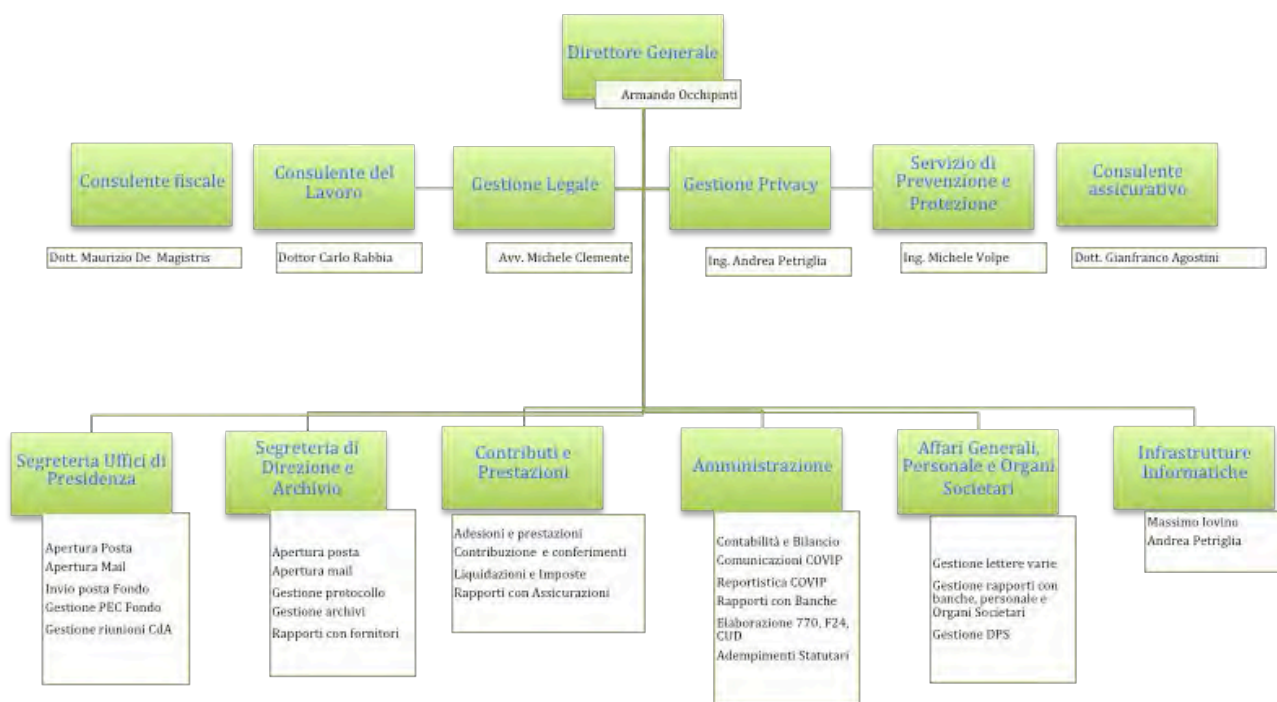 Direttore Generale
Armando Occhipinti
Consulente fiscale
Dott. Maurizio De Magistris
Consulente del
Lavoro
Dottor Carlo Rabbia
Gestione Legale
Avv. Michele Clemente
Gestione Privacy
Ing. Andrea Petriglia
Servizio di
Prevenzione e
Protezione
Ing. Michele Volpe
Consulente
assicurativo
Dott. Gianfranco Agostini
Segreteria Uffici di
Presidenza
Apertura Posta
Apertura Mail
Invio posta Fondo
Gestione PEC Fondo
Gestione riunioni CdA
Segreteria di
Direzione e
Archivio
Apertura posta
Apertura mail
Gestione protocollo
Gestione archivi
Rapporti con fornitori
Contributi e
Prestazioni
Adesioni e prestazioni
Contribuzione e conferimenti
Liquidazioni e Imposte
Rapporti con Assicurazioni
Amministrazione
Contabilità e Bilancio
Comunicazioni COVIP
Reportistica COVIP
Rapporti con Banche
Elaborazione 770, F24,
CUD
Adempimenti Statutari
Affari Generali,
Personale e Organi
Societari
Gestione lettere varie
Gestione rapporti con
banche, personale e
Organi Societari
Gestione DPS
Infrastrutture
Informatiche
Massimo Iovino
Andrea Petriglia